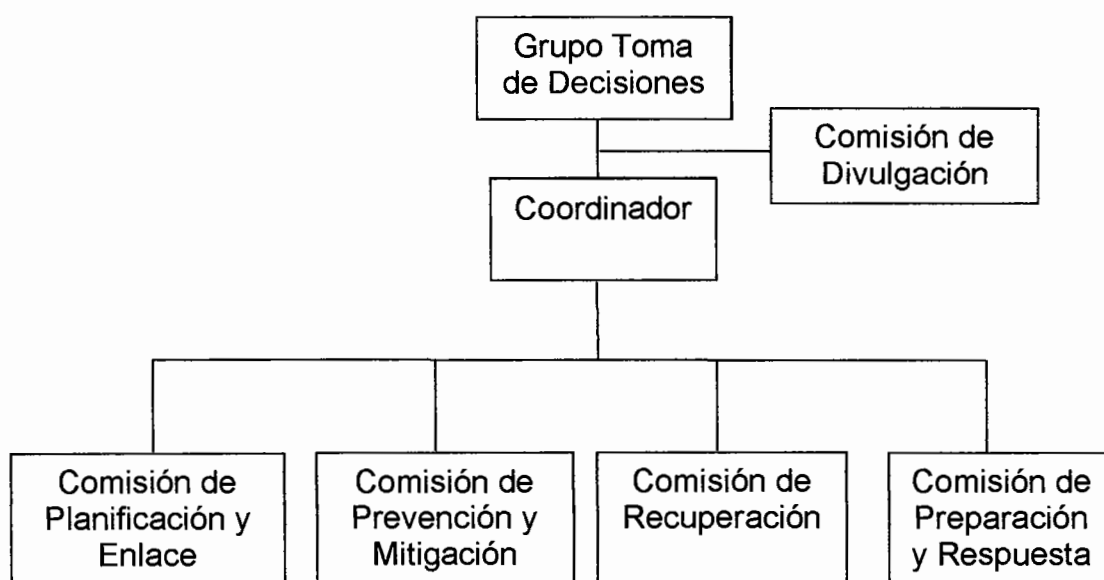 Grupo Toma
de Decisiones
Comisión de
Divulgación
Coordinador
Comisión de
Planificación y
Enlace
Comisión de
Prevención y
Mitigación
Comisión de
Recuperación
Comisión de
Preparación
y Respuesta